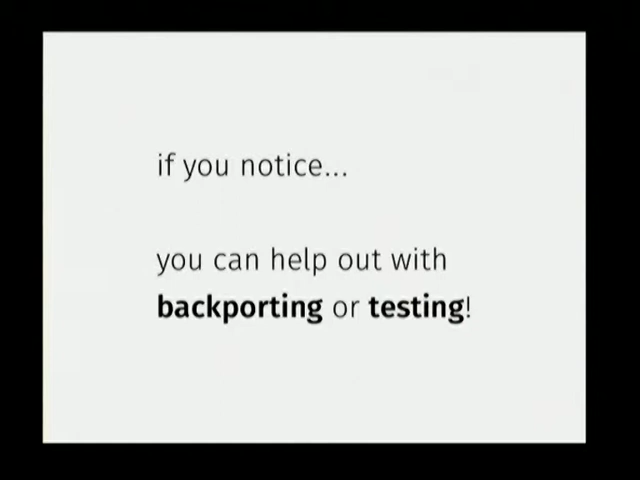 if you notice...
you can help out with
backporting or testing!